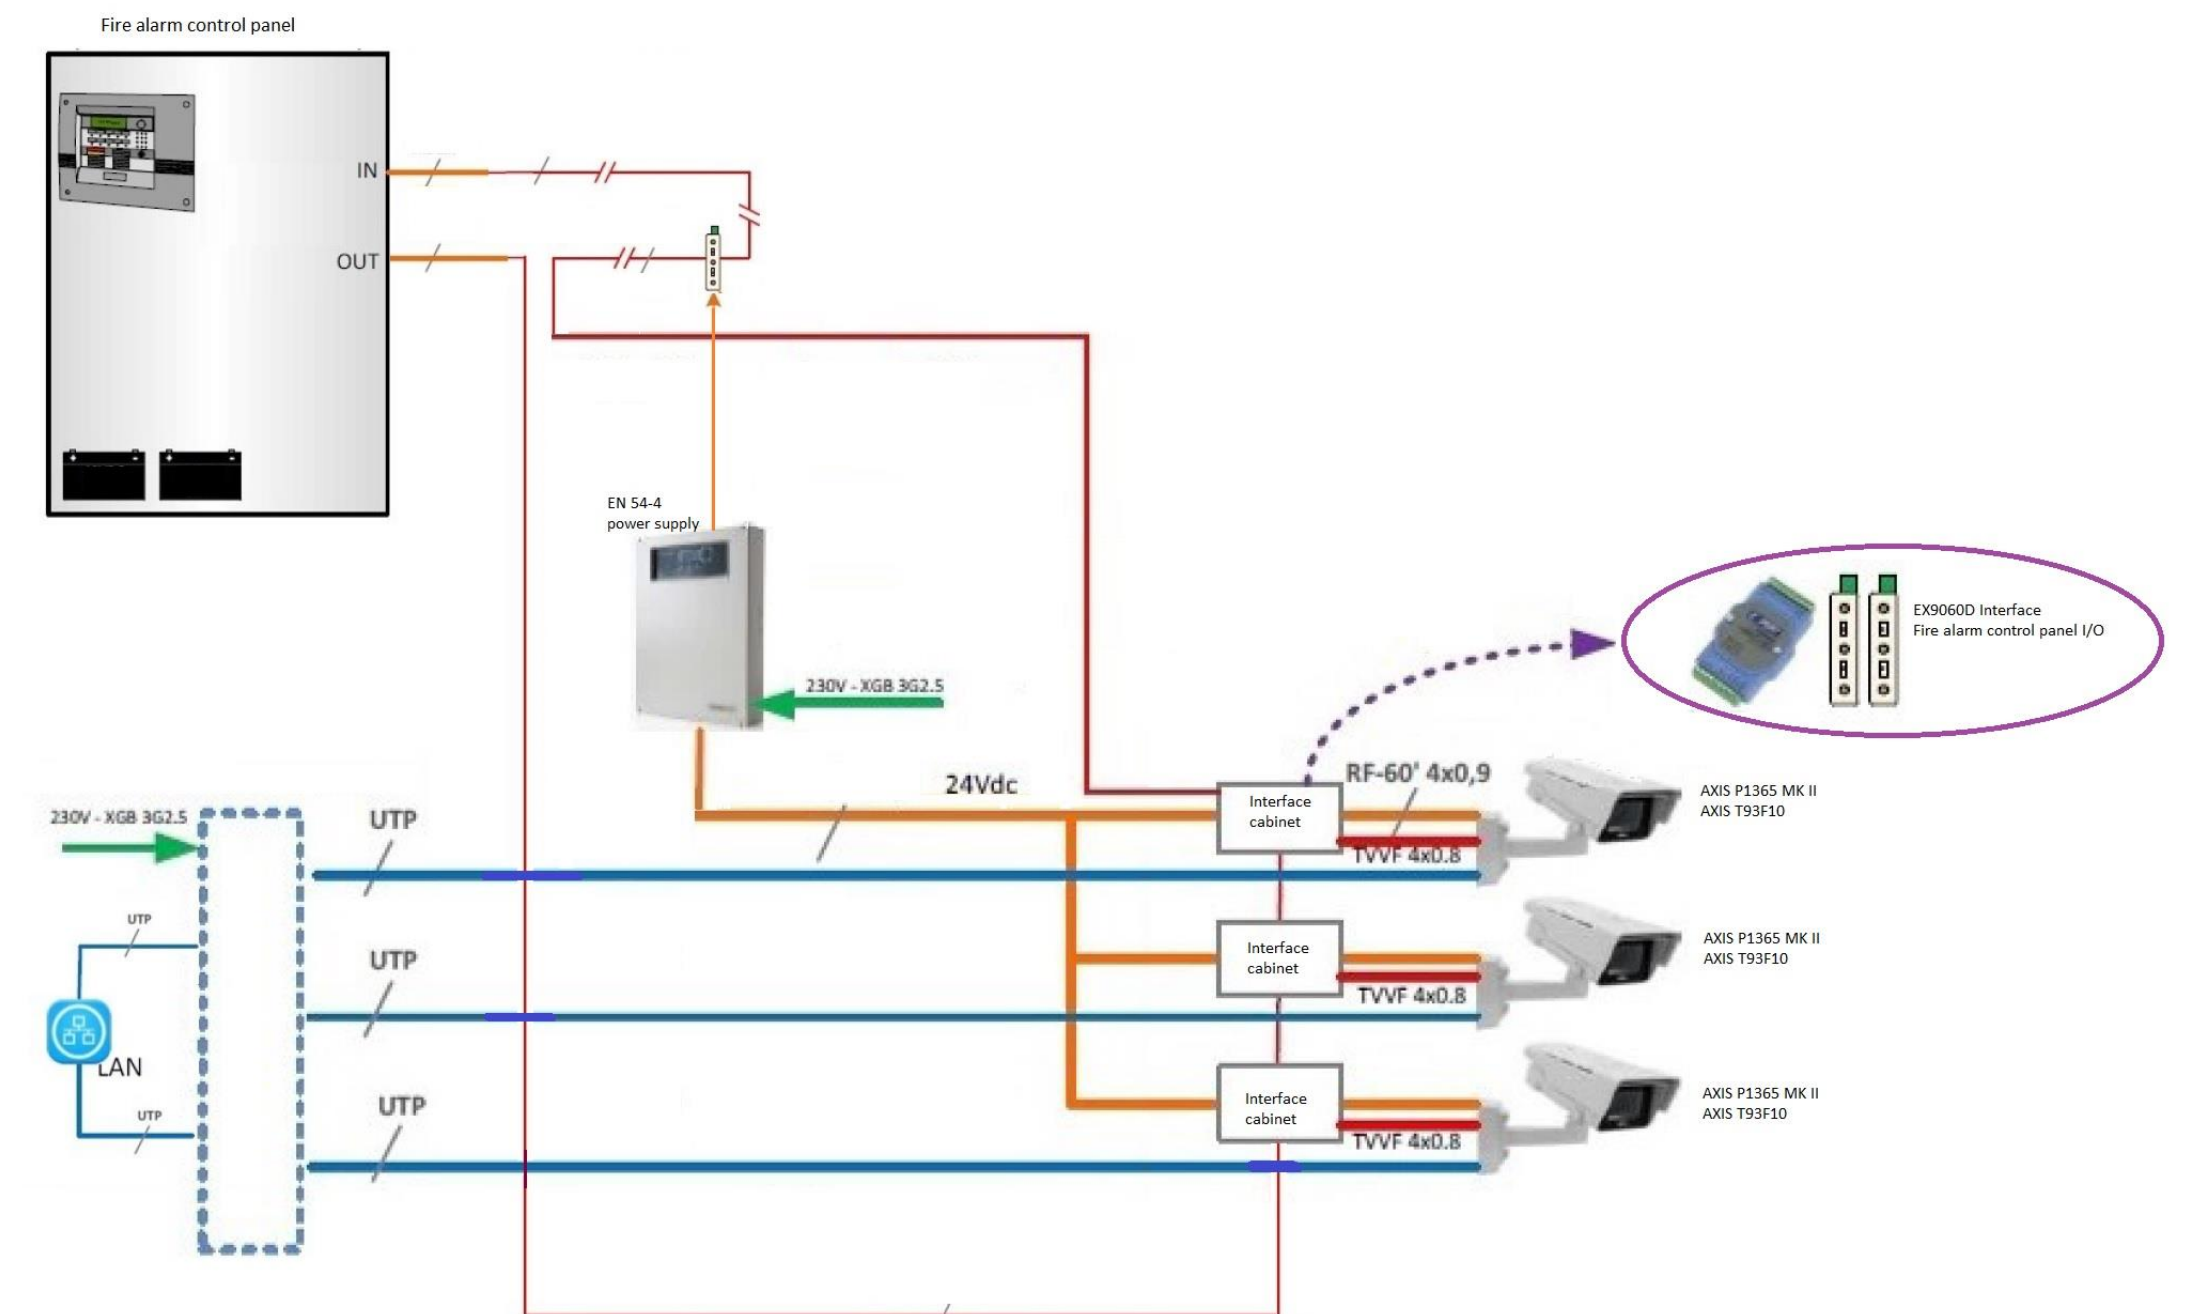 Fire alarm control panel
IN
OUT
EN 54-4
power supply
230V - XGB 3G2.5
EX9060D Interface
Fire alarm control panel I/O
24Vdc
RF-60' 4x0,9
Interface
cabinet
TVVF 4x0.8
AXIS P1365 MK II
AXIS T93F10
230V - XGB 3G2.5
UTP
UTP
LAN
UTP
UTP
Interface
cabinet
TVVF 4x0.8
AXIS P1365 MK II
AXIS T93F10
UTP
Interface
cabinet
TVVF 4x0.8
AXIS P1365 MK II
AXIS T93F10